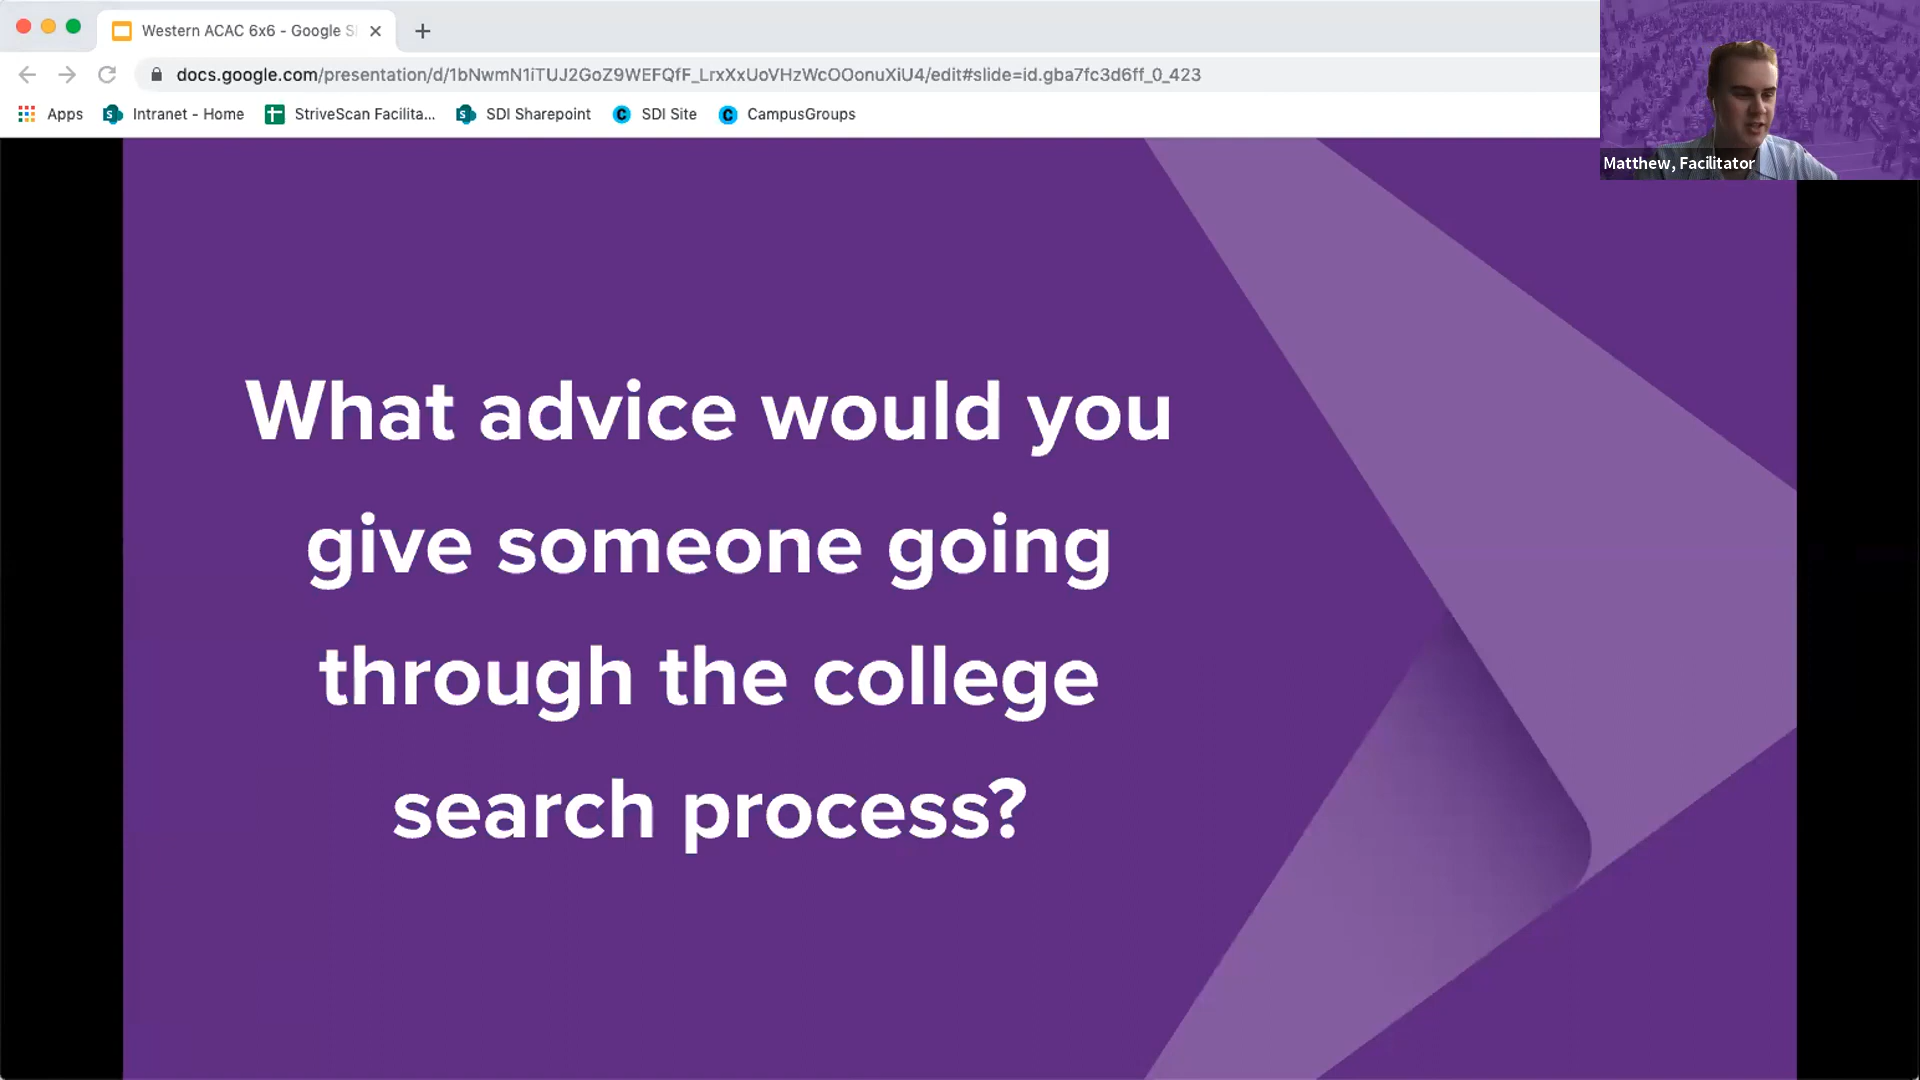 Western ACAC 6x6 - Google S
docs.google.com/presentation/d/1bNwmN1iTUJ2GoZ9WEFQfF_LrxXxUoVHzWcOOonuXiU4/edit#slide=id.gba7fc3d6ff_0_423
Apps
Intranet - Home
StriveScan Facilita...
SDI Sharepoint
SDI Site
CampusGroups
Matthew, Facilitator
What advice would you
give someone going
through the college
search process?